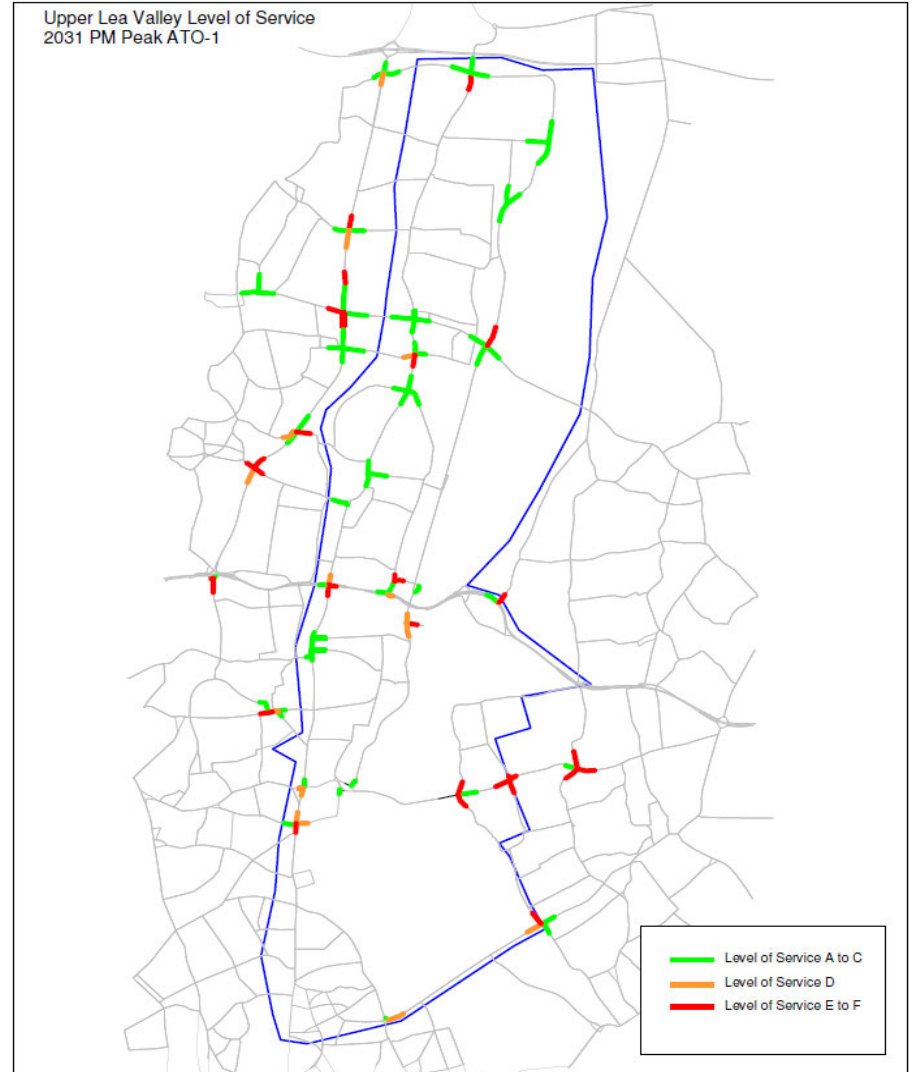 Upper Lea Valley Level of Service
2031 PM Peak ATO-1
Level of Service A to C
Level of Service D
Level of Service E to F